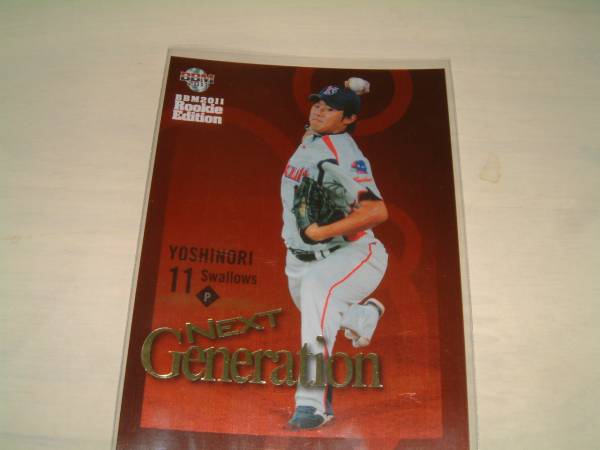 BBM
BBM2011
Rookie
Edition
YOSHINORI
11 Swallows
P
NEXT
Generation